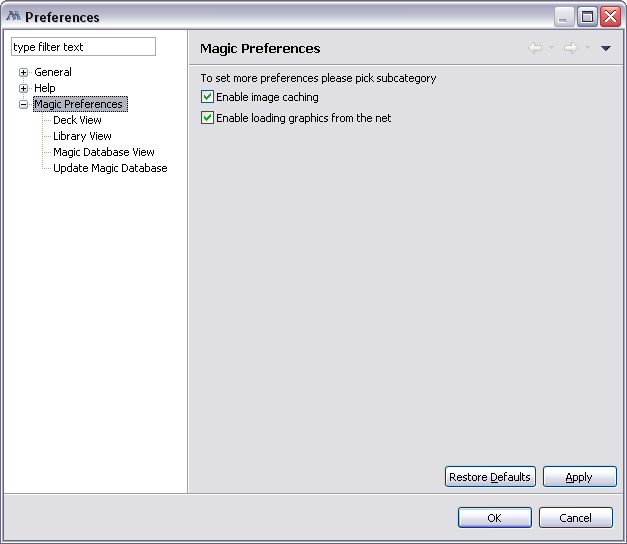 Preferences
type filter text
General
Help
Magic Preferences
Deck View
Library View
Magic Database View
Update Magic Database
Magic Preferences
To set more preferences please pick subcategory
Enable image caching
Enable loading graphics from the net
Restore Defaults
Apply
OK
Cancel